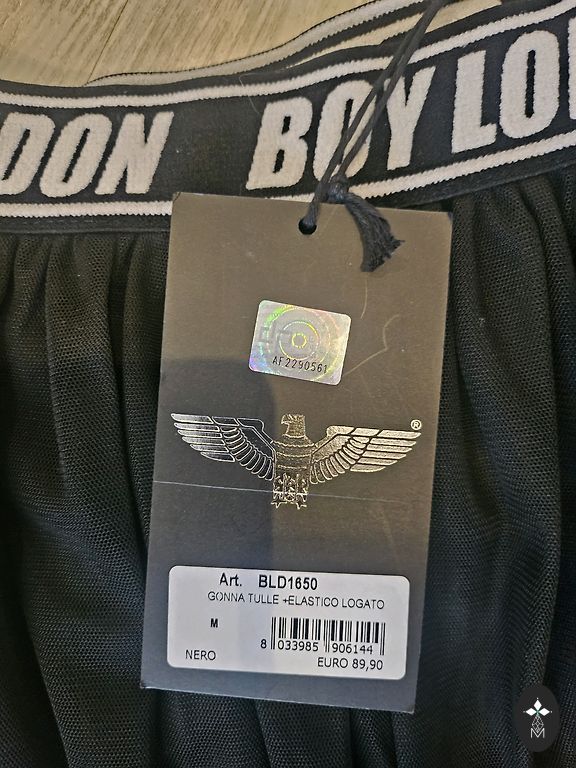 DON BOY LO
AF2290561
®
Art. BLD1650
GONNA TULLE +ELASTICO LOGATO
M
8 033985 906144
NERO
EURO 89,90
M